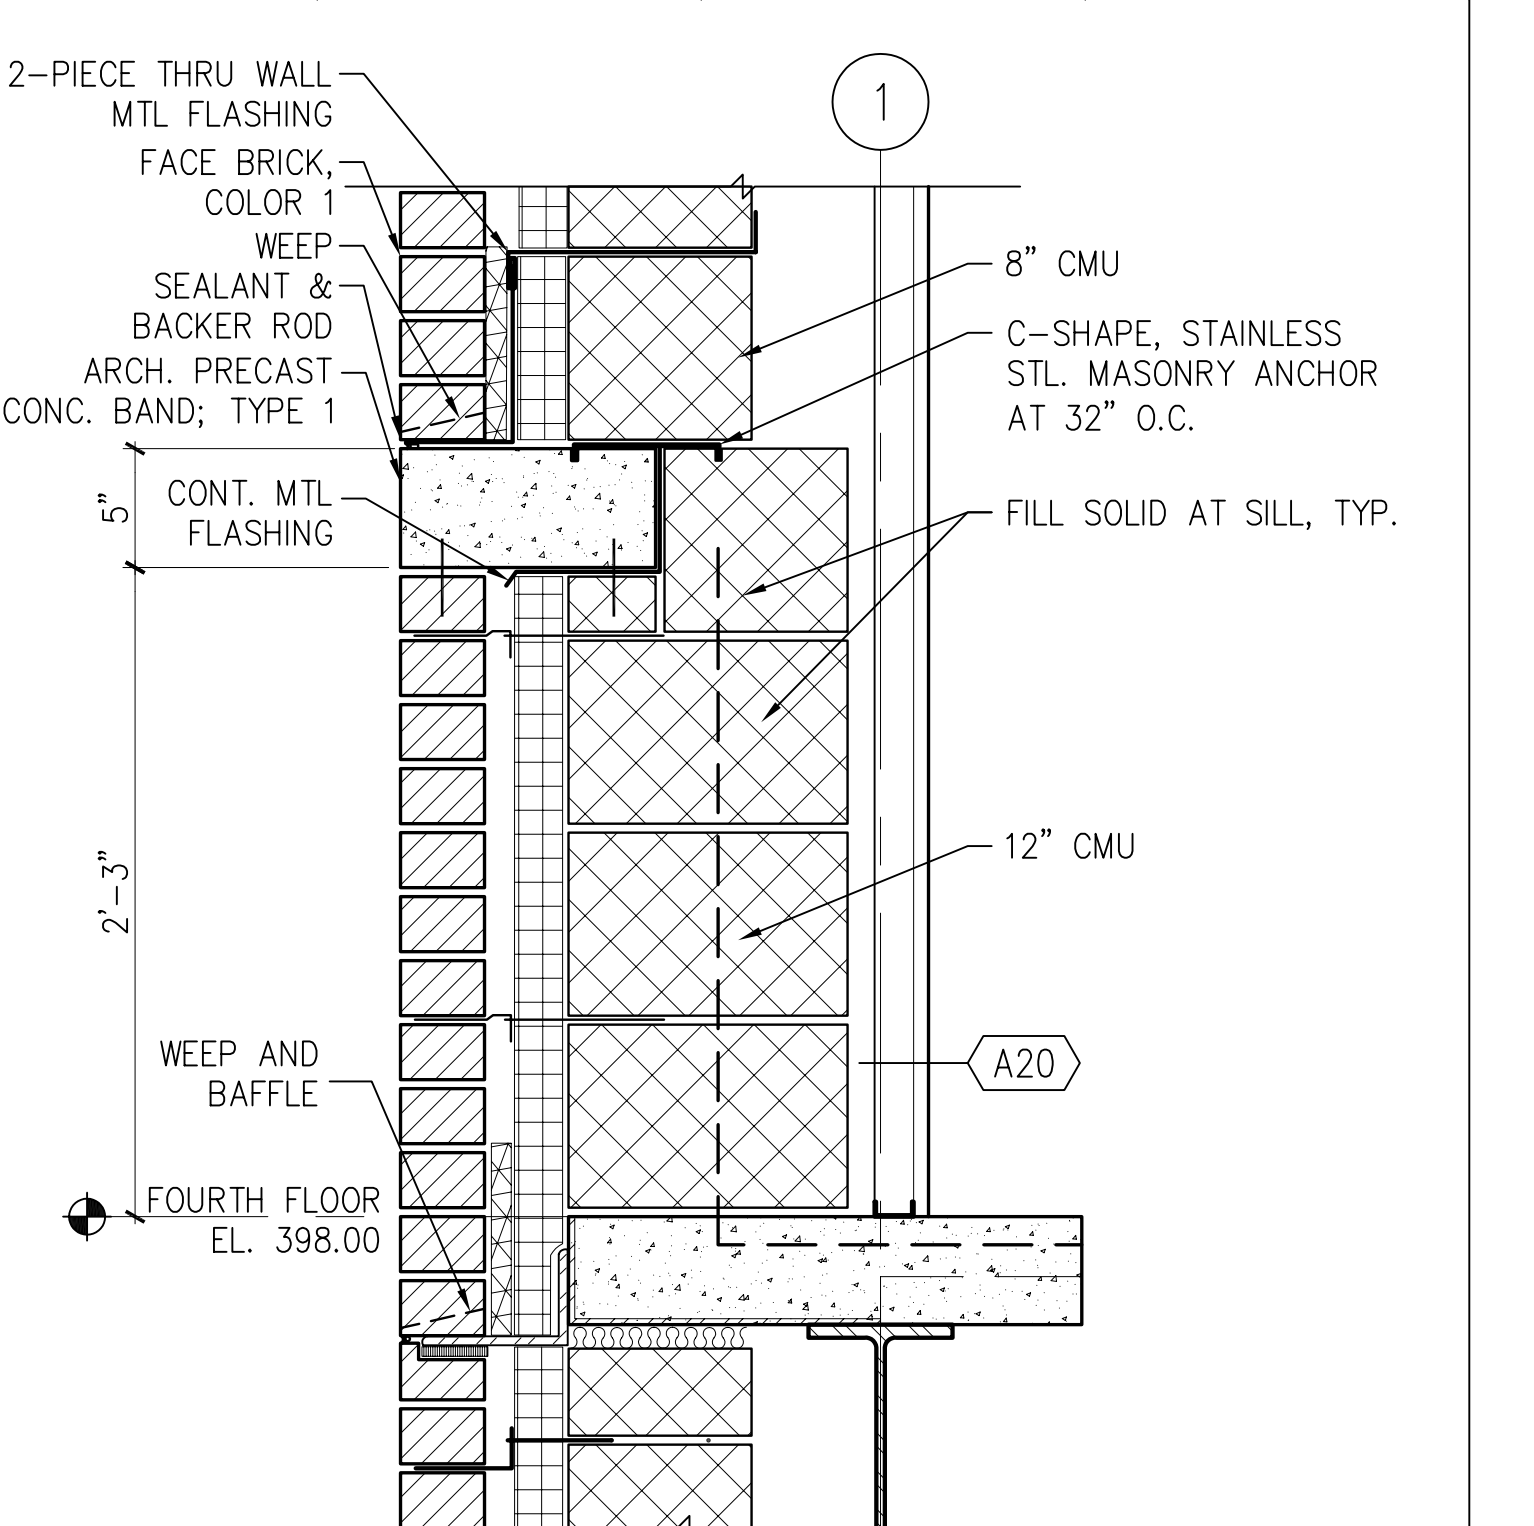 2-PIECE THRU WALL
MTL FLASHING
FACE BRICK,
COLOR 1
WEEP
SEALANT &
BACKER ROD
ARCH. PRECAST
CONC. BAND; TYPE 1
5"
CONT. MTL
FLASHING
2'-3"
WEEP AND
BAFFLE
FOURTH FLOOR
EL. 398.00
1
8" CMU
C-SHAPE, STAINLESS
STL. MASONRY ANCHOR
AT 32" O.C.
FILL SOLID AT SILL, TYP.
12" CMU
A20